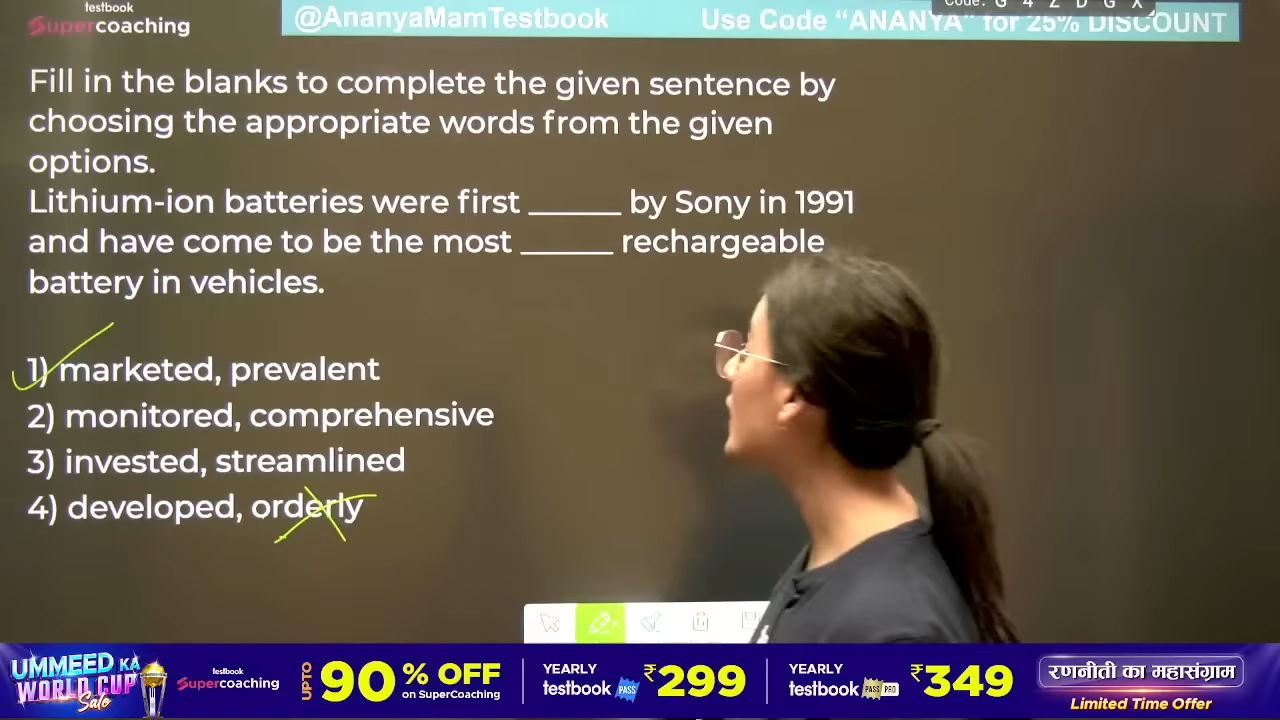 testbook
Supercoaching
@AnanyaMamTestbook
Use Code “ANANYA” for 25% DISCOUNT
Code: G 4 Z D G X
Fill in the blanks to complete the given sentence by
choosing the appropriate words from the given
options.
Lithium-ion batteries were first ______ by Sony in 1991
and have come to be the most ______ rechargeable
battery in vehicles.
1) marketed, prevalent
2) monitored, comprehensive
3) invested, streamlined
4) developed, orderly
UMMEED KA
WORLD CUP
Sale
testbook
Supercoaching
UPTO
90% OFF
on SuperCoaching
YEARLY
testbook PASS
₹299
YEARLY
testbook PASS PRO
₹349
रणनीती का महासंग्राम
Limited Time Offer